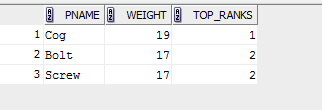 PNAME WEIGHT TOP_RANKS
1 Cog 19 1
2 Bolt 17 2
3 Screw 17 2